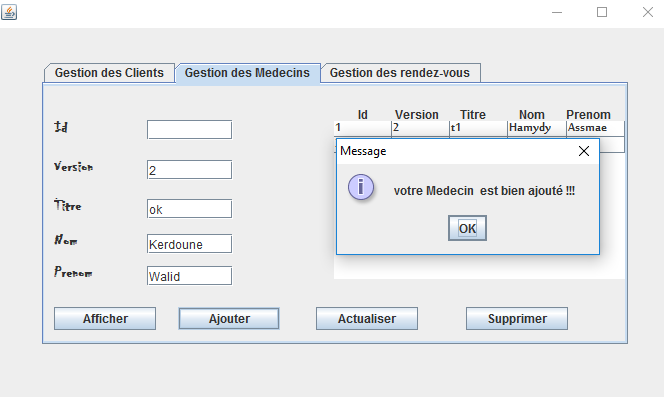 Gestion des Clients
Gestion des Medecins
Gestion des rendez-vous
Id
Version
2
Titre
ok
Nom
Kerdoune
Prenom
Walid
Id Version Titre Nom Prenom
1 2 t1 Hamydy Assmae
Message
votre Medecin est bien ajouté !!!
OK
Afficher
Ajouter
Actualiser
Supprimer